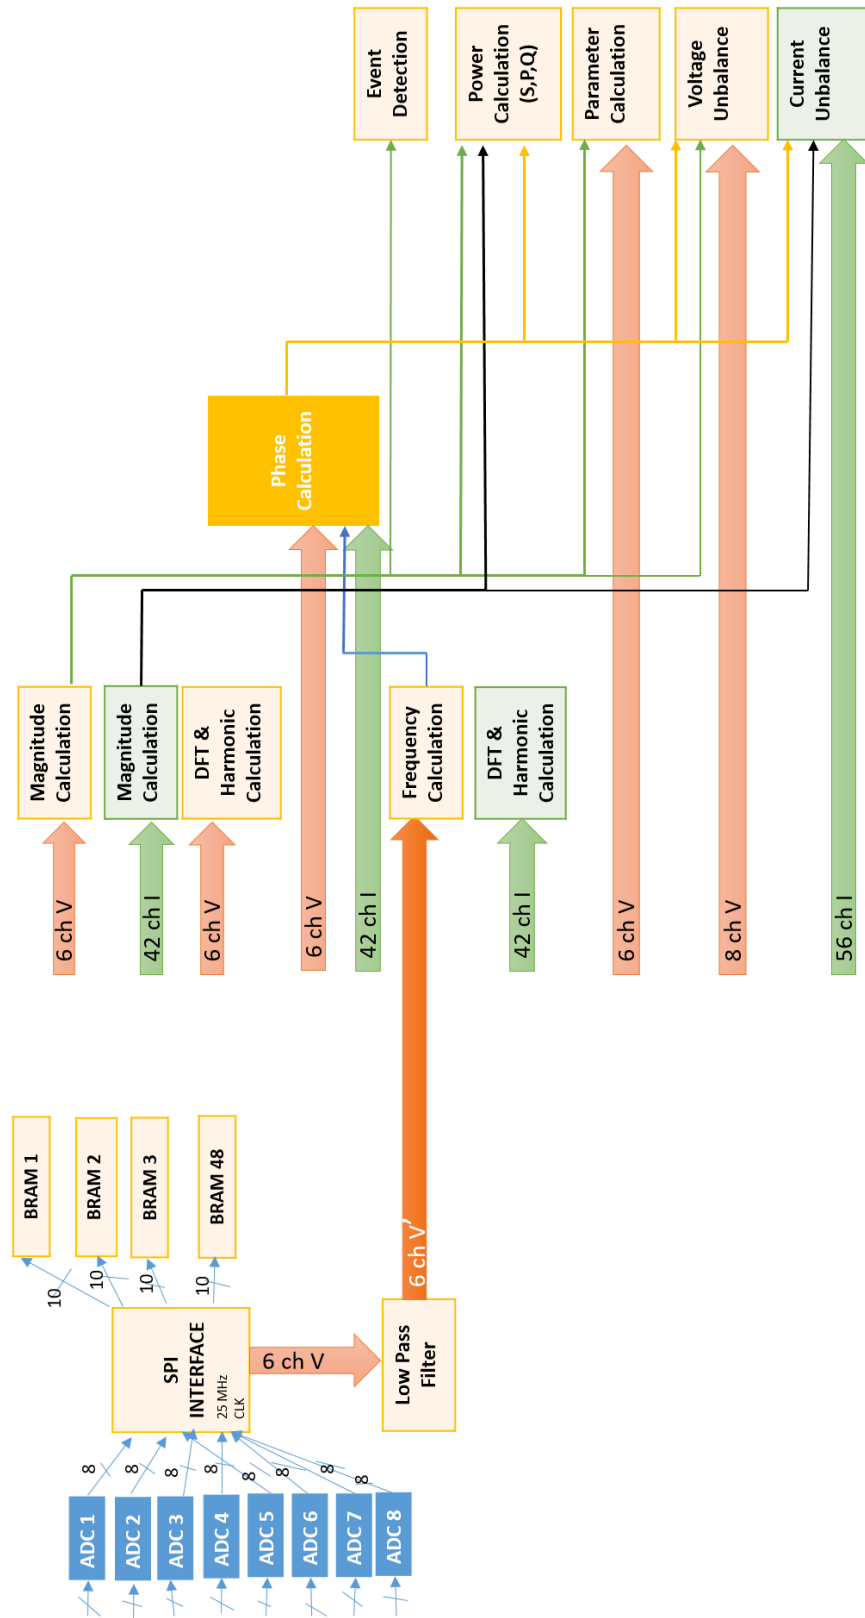 ADC 1
ADC 2
ADC 3
ADC 4
ADC 5
ADC 6
ADC 7
ADC 8
8
8
8
8
8
8
8
8
SPI
INTERFACE
25 MHz
CLK
10
10
10
10
BRAM 1
BRAM 2
BRAM 3
BRAM 48
6 ch V
Low Pass
Filter
6 ch V’
6 ch V
42 ch I
6 ch V
6 ch V
42 ch I
42 ch I
6 ch V
8 ch V
56 ch I
Magnitude
Calculation
Magnitude
Calculation
DFT &
Harmonic
Calculation
Frequency
Calculation
DFT &
Harmonic
Calculation
Phase
Calculation
Event
Detection
Power
Calculation
(S,P,Q)
Parameter
Calculation
Voltage
Unbalance
Current
Unbalance